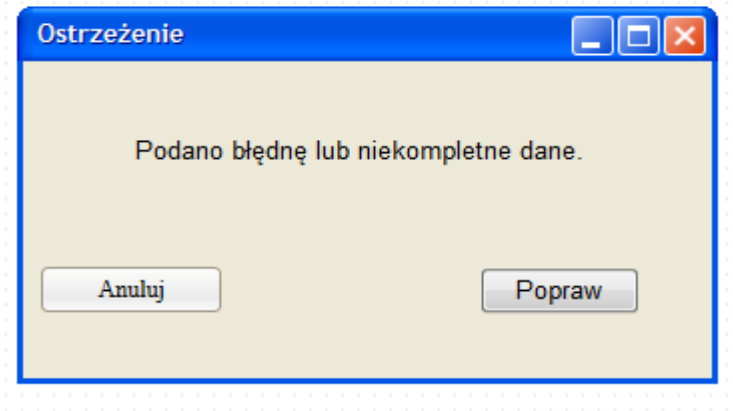 Ostrzeżenie
Podano błędnę lub niekompletne dane.
Anuluj
Popraw